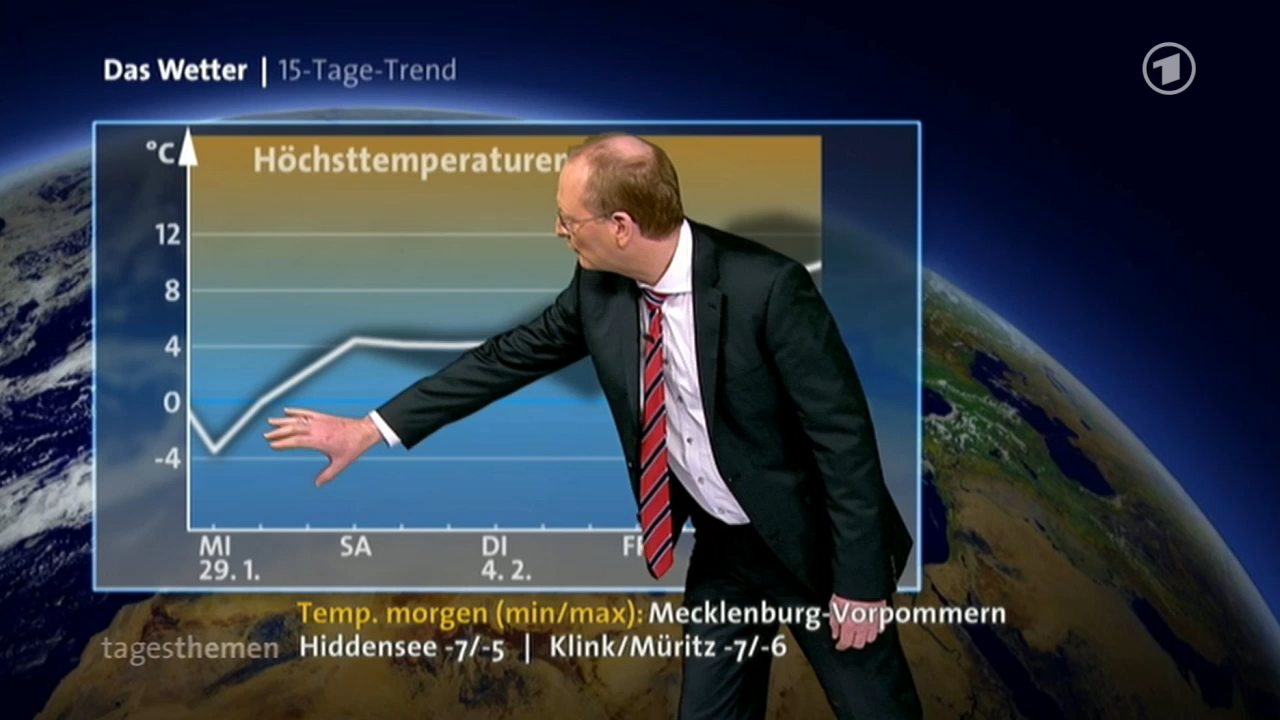 Das Wetter | 15-Tage-Trend
1
°C
Höchsttemperaturen
12
8
4
0
-4
MI SA DI
29. 1. 4. 2.
Temp. morgen (min/max): Mecklenburg-Vorpommern
tagesthemen Hiddensee -7/-5 | Klink/Müritz -7/-6